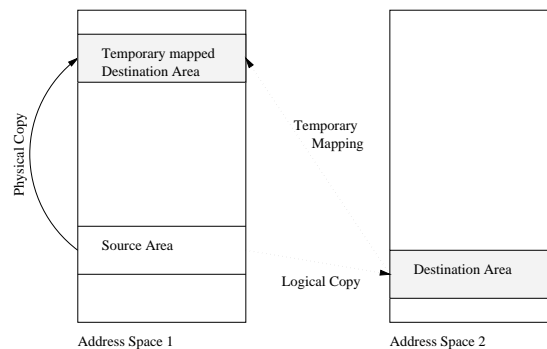 Temporary mapped
Destination Area
Physical Copy
Temporary
Mapping
Source Area
Logical Copy
Destination Area
Address Space 1
Address Space 2